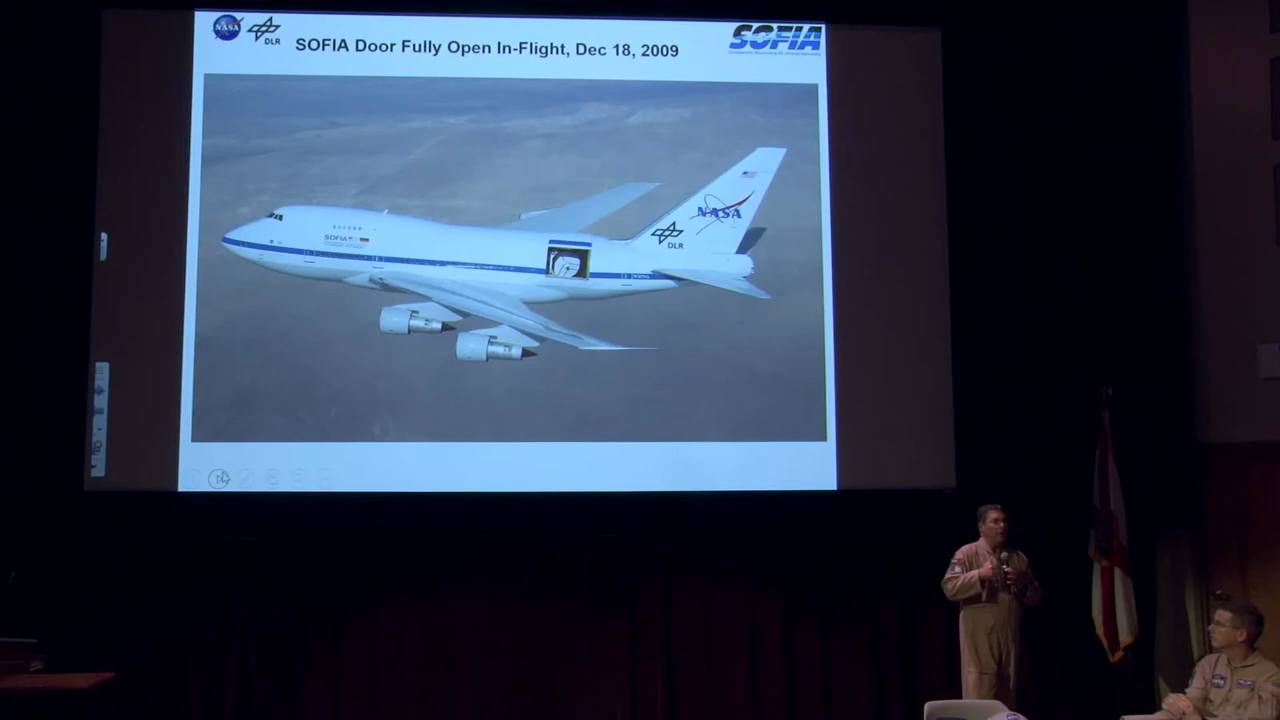 NASA
DLR
SOFIA Door Fully Open In-Flight, Dec 18, 2009
SOFIA
NASA
DLR
SOFIA